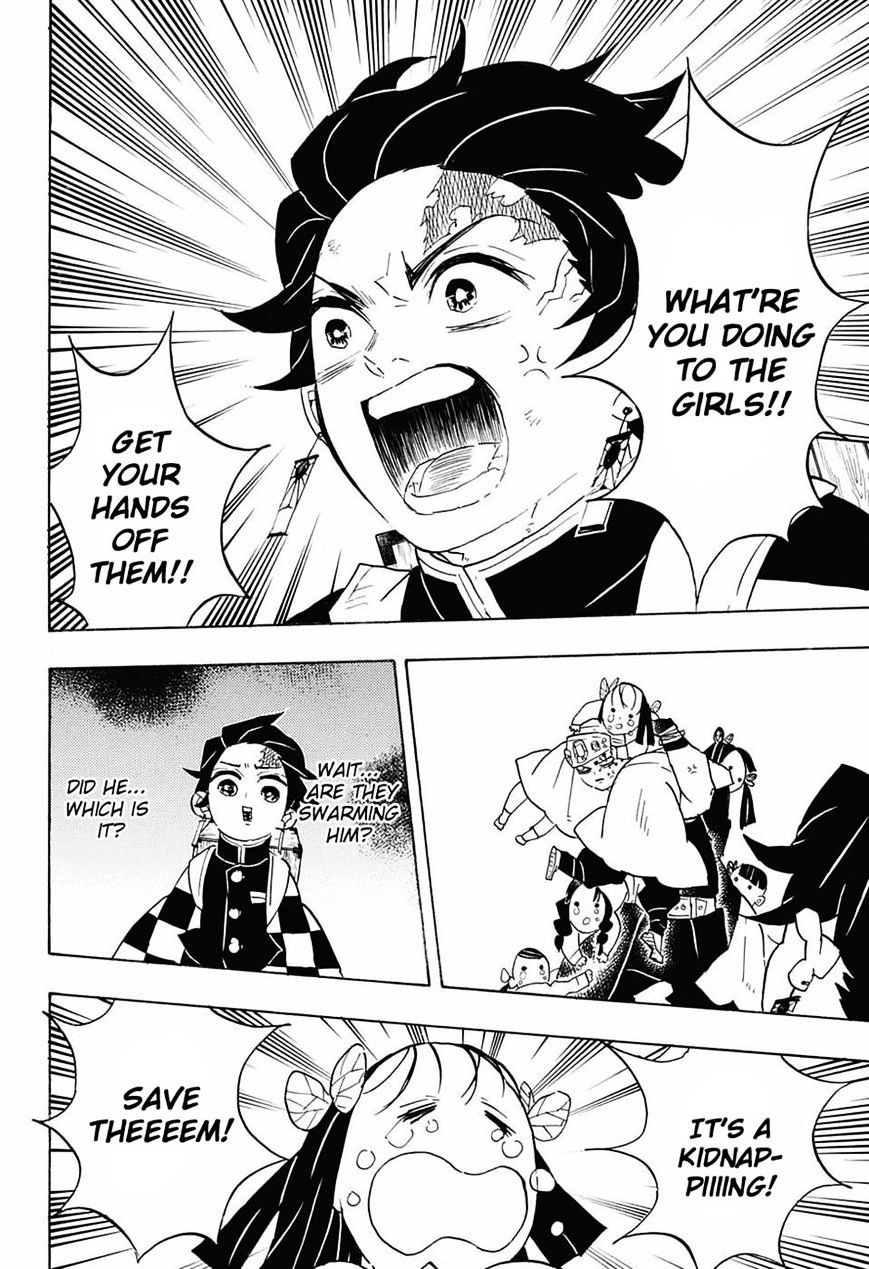 WHAT'RE
YOU DOING
TO THE
GIRLS!!
GET
YOUR
HANDS
OFF
THEM!!
WAIT...
ARE THEY
SWARMING
HIM?
DID HE...
WHICH IS
IT?
IT'S A
KIDNAP-
PIIIING!
SAVE
THEEEEM!